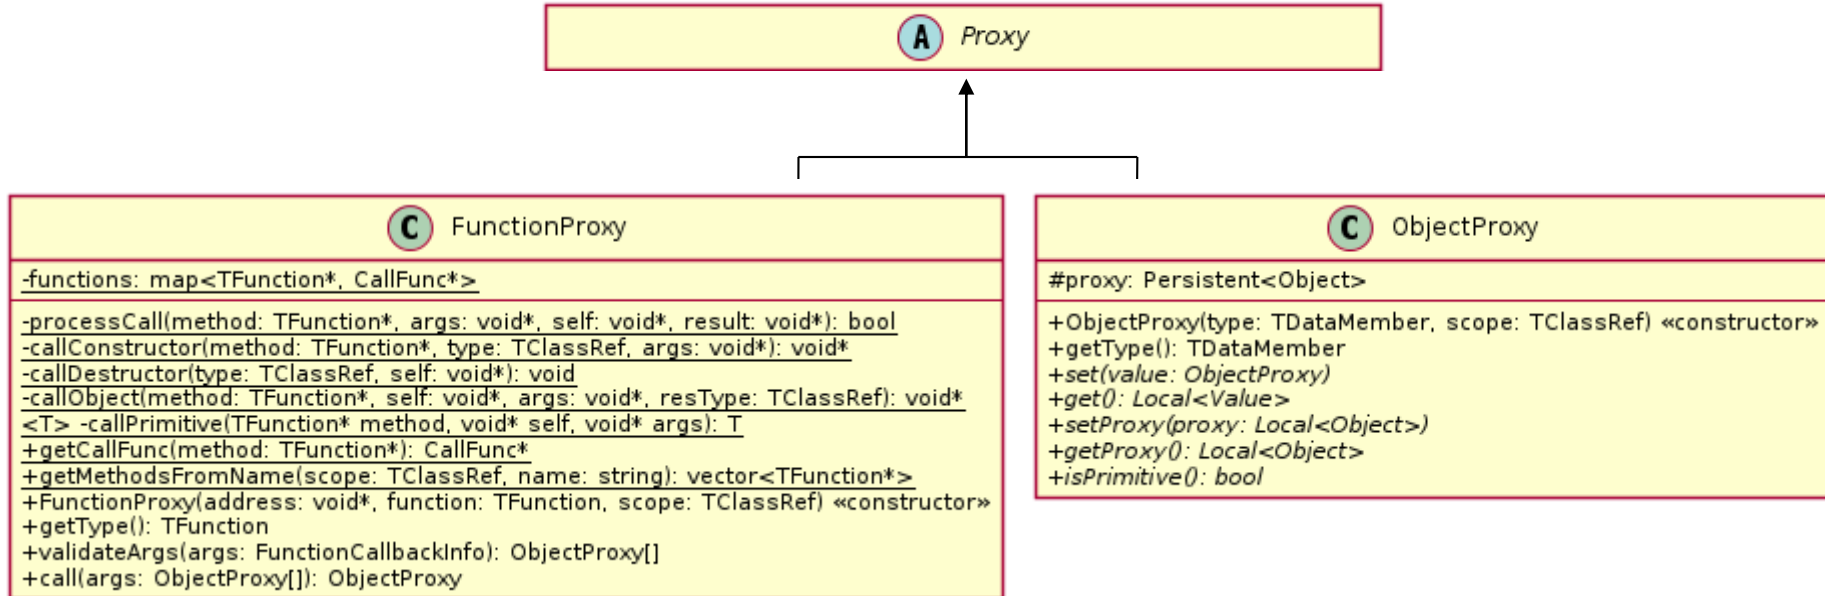 A Proxy
C FunctionProxy
-functions: map<TFunction*, CallFunc*>
-processCall(method: TFunction*, args: void*, self: void*, result: void*): bool
-callConstructor(method: TFunction*, type: TClassRef, args: void*): void*
-callDestructor(type: TClassRef, self: void*): void
-callObject(method: TFunction*, self: void*, args: void*, resType: TClassRef): void*
<T> -callPrimitive(TFunction* method, void* self, void* args): T
+getCallFunc(method: TFunction*): CallFunc*
+getMethodsFromName(scope: TClassRef, name: string): vector<TFunction*>
+FunctionProxy(address: void*, function: TFunction, scope: TClassRef) «constructor»
+getType(): TFunction
+validateArgs(args: FunctionCallbackInfo): ObjectProxy[]
+call(args: ObjectProxy[]): ObjectProxy
C ObjectProxy
#proxy: Persistent<Object>
+ObjectProxy(type: TDataMember, scope: TClassRef) «constructor»
+getType(): TDataMember
+set(value: ObjectProxy)
+get(): Local<Value>
+setProxy(proxy: Local<Object>)
+getProxy(): Local<Object>
+isPrimitive(): bool